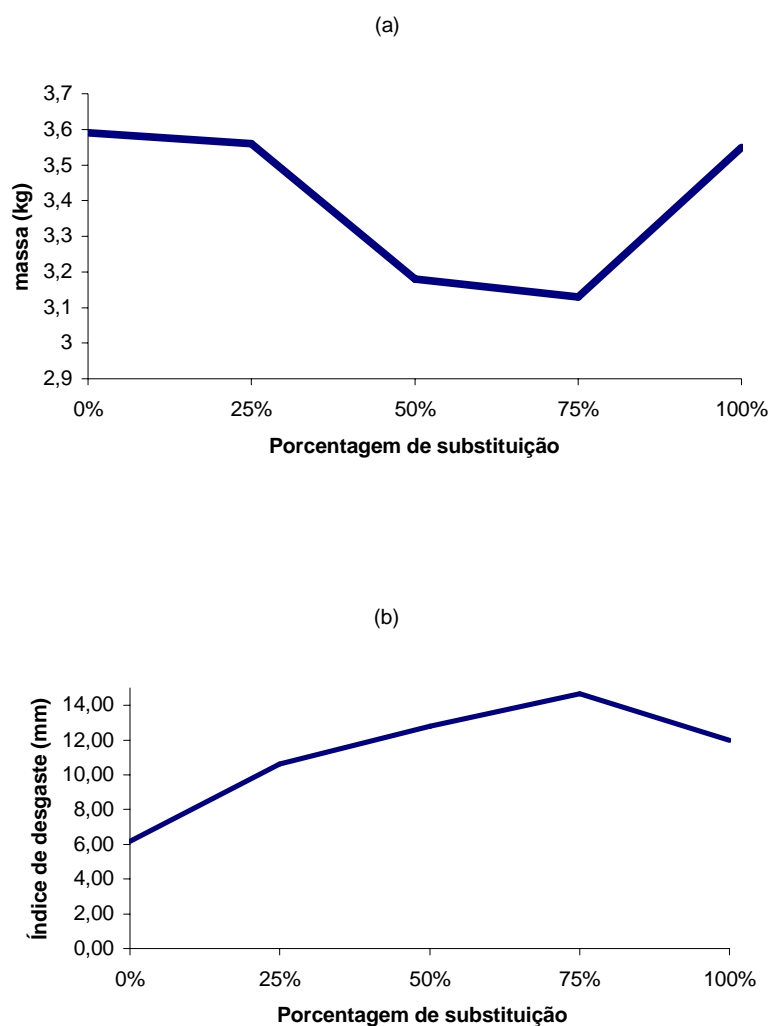 (a)
3,7
3,6
3,5
3,4
3,3
3,2
3,1
3
2,9
massa (kg)
0% 25% 50% 75% 100%
Porcentagem de substituição
(b)
14,00
12,00
10,00
8,00
6,00
4,00
2,00
0,00
Índice de desgaste (mm)
0% 25% 50% 75% 100%
Porcentagem de substituição